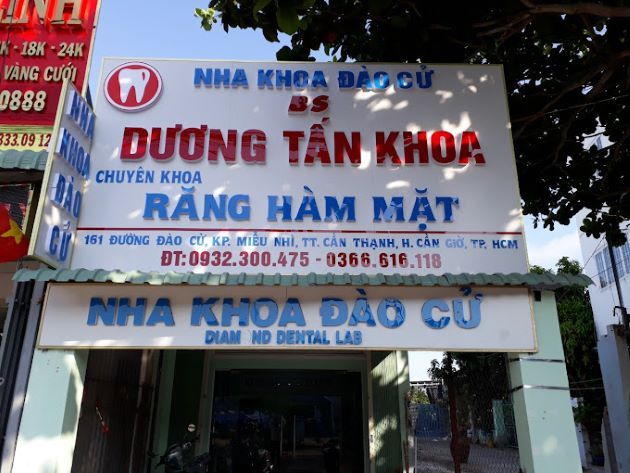 K - 18K - 24K
VÀNG CƯỚI
0888
333.09 12
NHA KHOA ĐÀO CỬ
NHA KHOA ĐÀO CỬ
BS
DƯƠNG TẤN KHOA
CHUYÊN KHOA
RĂNG HÀM MẶT
161 ĐƯỜNG ĐÀO CỬ, KP. MIỄU NHÌ, TT. CẦN THẠNH, H. CẦN GIỜ, TP. HCM
ĐT: 0932.300.475 - 0366.616.118
NHA KHOA ĐÀO CỬ
DIAM ND DENTAL LAB